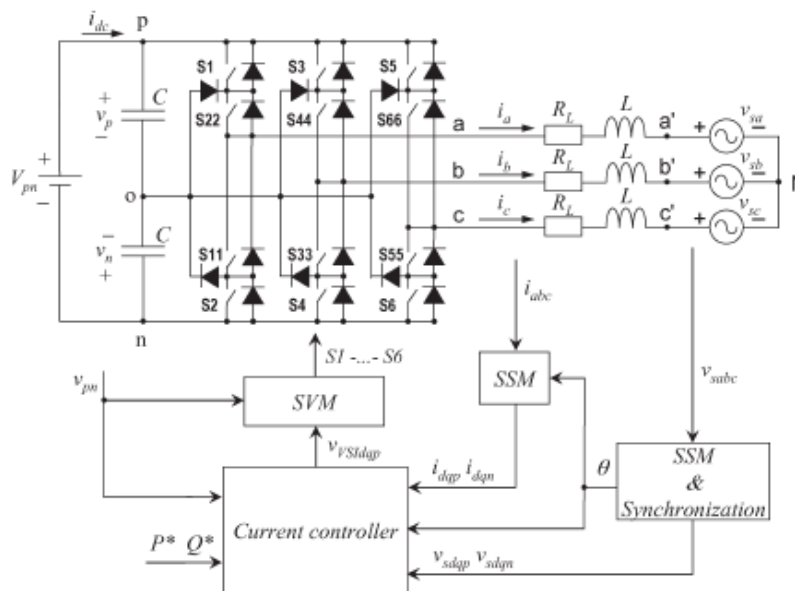 i_dc
p
S1 S3 S5
+ v_p −
C
S22 S44 S66
a i_a R_L L a' + v_sa −
V_pn + −
o
b i_b R_L L b' + v_sb −
c i_c R_L L c' + v_sc −
− v_n +
C
S11 S33 S55
S2 S4 S6
n
i_abc
S1 -...- S6
v_pn
SVM
SSM
v_sabc
v_VSIdqp
i_dqp i_dqn
θ
SSM
&
Synchronization
Current controller
P* Q*
v_sdqp v_sdqn